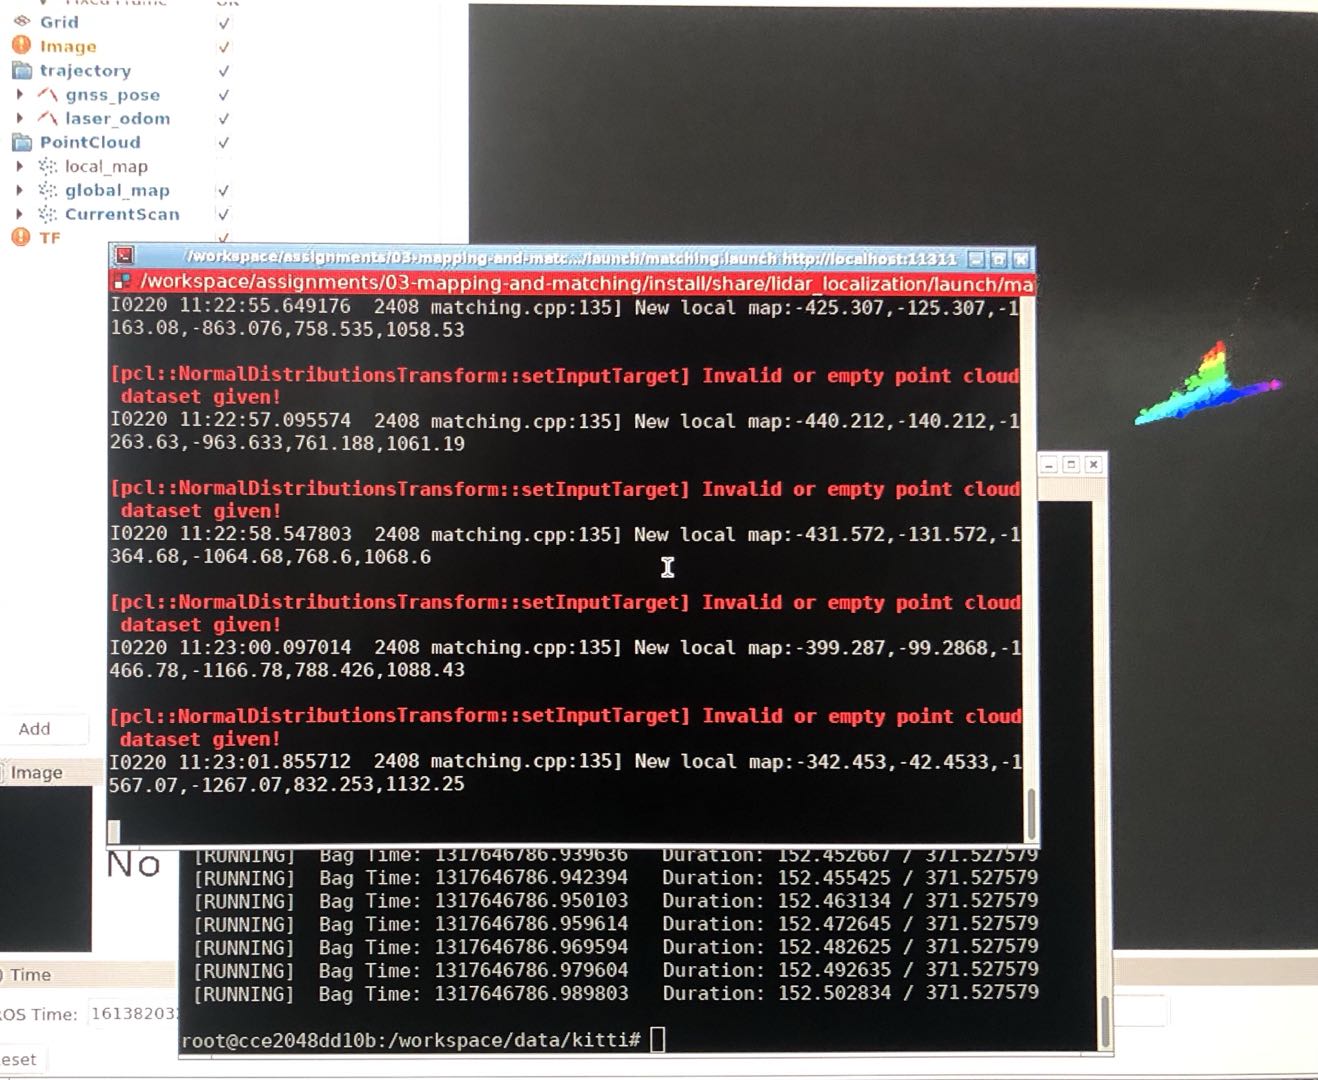 Grid
Image
trajectory
gnss_pose
laser_odom
PointCloud
local_map
global_map
CurrentScan
TF
/workspace/assignments/03-mapping-and-matc.../launch/matching.launch http://localhost:11311
/workspace/assignments/03-mapping-and-matching/install/share/lidar_localization/launch/ma
I0220 11:22:55.649176  2408 matching.cpp:135] New local map:-425.307,-125.307,-1
163.08,-863.076,758.535,1058.53
[pcl::NormalDistributionsTransform::setInputTarget] Invalid or empty point cloud
dataset given!
I0220 11:22:57.095574  2408 matching.cpp:135] New local map:-440.212,-140.212,-1
263.63,-963.633,761.188,1061.19
[pcl::NormalDistributionsTransform::setInputTarget] Invalid or empty point cloud
dataset given!
I0220 11:22:58.547803  2408 matching.cpp:135] New local map:-431.572,-131.572,-1
364.68,-1064.68,768.6,1068.6
[pcl::NormalDistributionsTransform::setInputTarget] Invalid or empty point cloud
dataset given!
I0220 11:23:00.097014  2408 matching.cpp:135] New local map:-399.287,-99.2868,-1
466.78,-1166.78,788.426,1088.43
[pcl::NormalDistributionsTransform::setInputTarget] Invalid or empty point cloud
dataset given!
I0220 11:23:01.855712  2408 matching.cpp:135] New local map:-342.453,-42.4533,-1
567.07,-1267.07,832.253,1132.25
Add
Image
No
[RUNNING]  Bag Time: 1317646786.939636   Duration: 152.452667 / 371.527579
[RUNNING]  Bag Time: 1317646786.942394   Duration: 152.455425 / 371.527579
[RUNNING]  Bag Time: 1317646786.950103   Duration: 152.463134 / 371.527579
[RUNNING]  Bag Time: 1317646786.959614   Duration: 152.472645 / 371.527579
[RUNNING]  Bag Time: 1317646786.969594   Duration: 152.482625 / 371.527579
[RUNNING]  Bag Time: 1317646786.979604   Duration: 152.492635 / 371.527579
[RUNNING]  Bag Time: 1317646786.989803   Duration: 152.502834 / 371.527579
root@cce2048dd10b:/workspace/data/kitti#
Time
OS Time: 16138203
eset